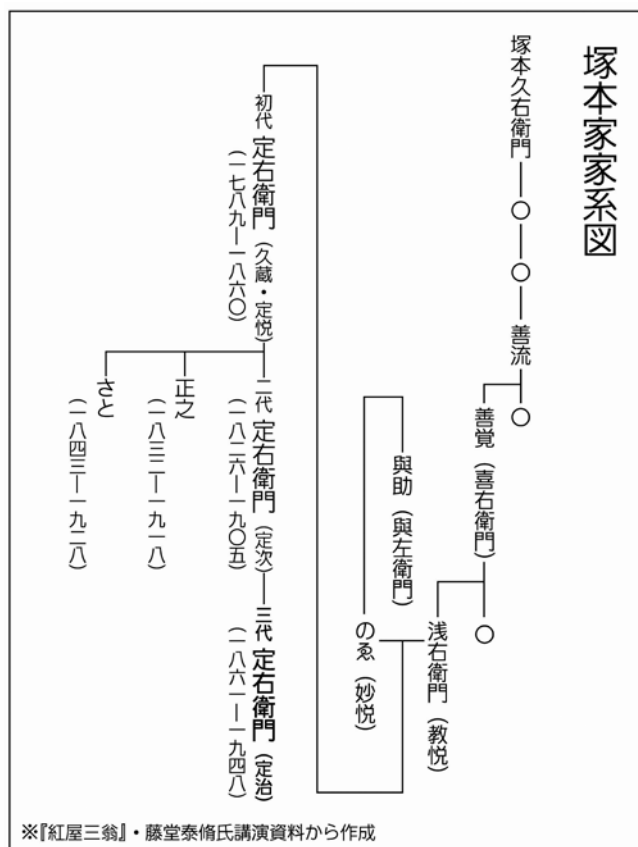 塚本家家系図
塚本久右衛門
〇
〇
善流
〇
善覚（喜右衛門）
〇
浅右衛門（教悦）
與助（與左衛門）
のゑ（妙悦）
初代 定右衛門（久蔵・定悦）
（一七八九―一八六〇）
二代 定右衛門（定次）
（一八二六―一九〇五）
三代 定右衛門（定治）
（一八六一―一九四八）
正之
（一八三二―一九一八）
さと
（一八四三―一九二八）
※『紅屋三翁』・藤堂泰脩氏講演資料から作成